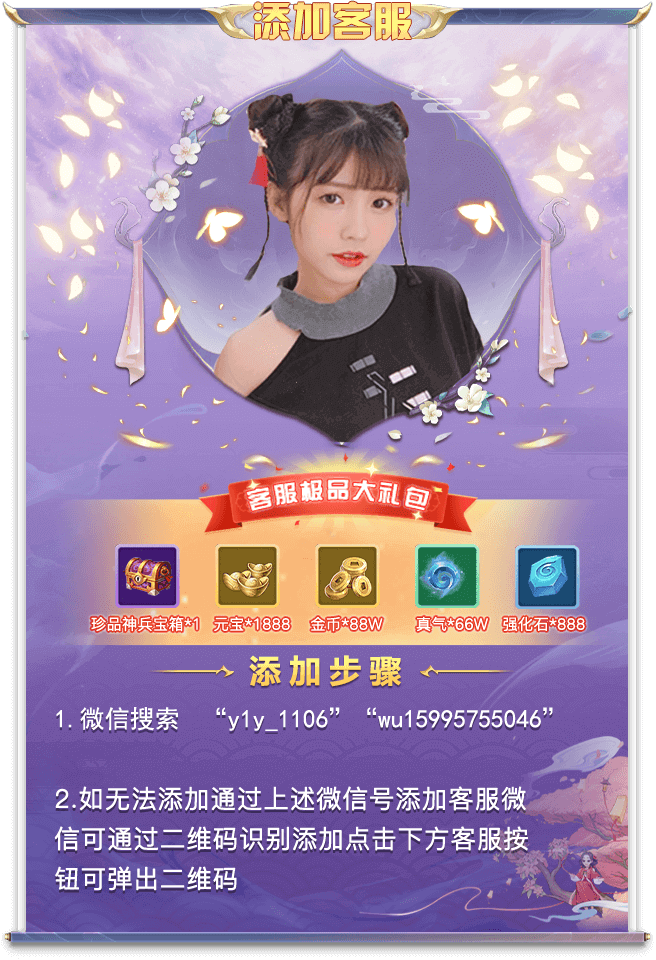 添加客服
客服极品大礼包
珍品神兵宝箱*1 元宝*1888 金币*88W 真气*66W 强化石*888
添加步骤
1. 微信搜索 “y1y_1106” “wu15995755046”
2.如无法添加通过上述微信号添加客服微
信可通过二维码识别添加点击下方客服按
钮可弹出二维码